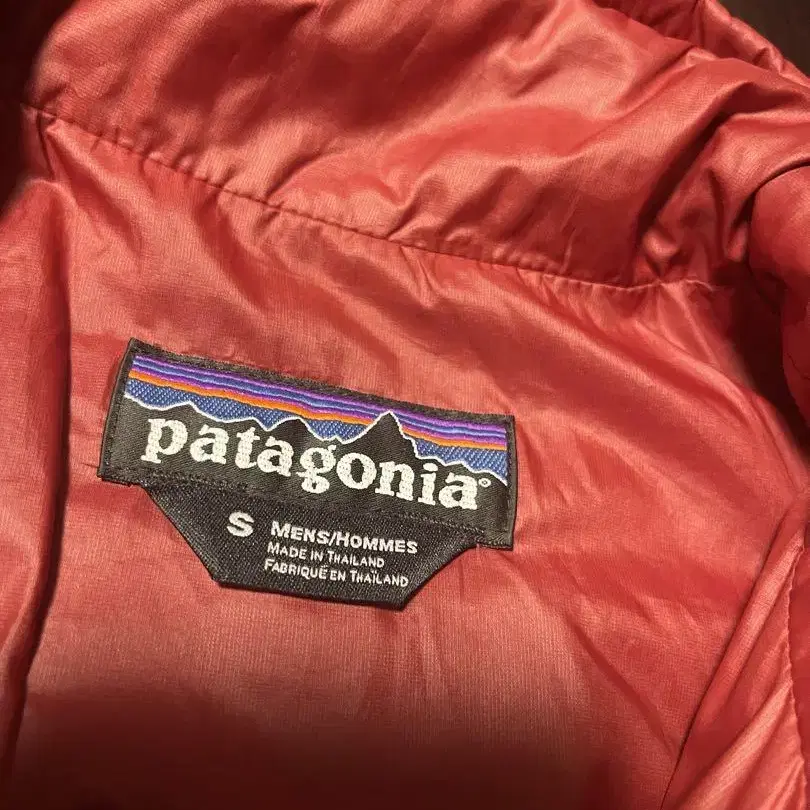 patagonia®
S MENS/HOMMES
MADE IN THAILAND
FABRIQUÉ EN THAÏLAND